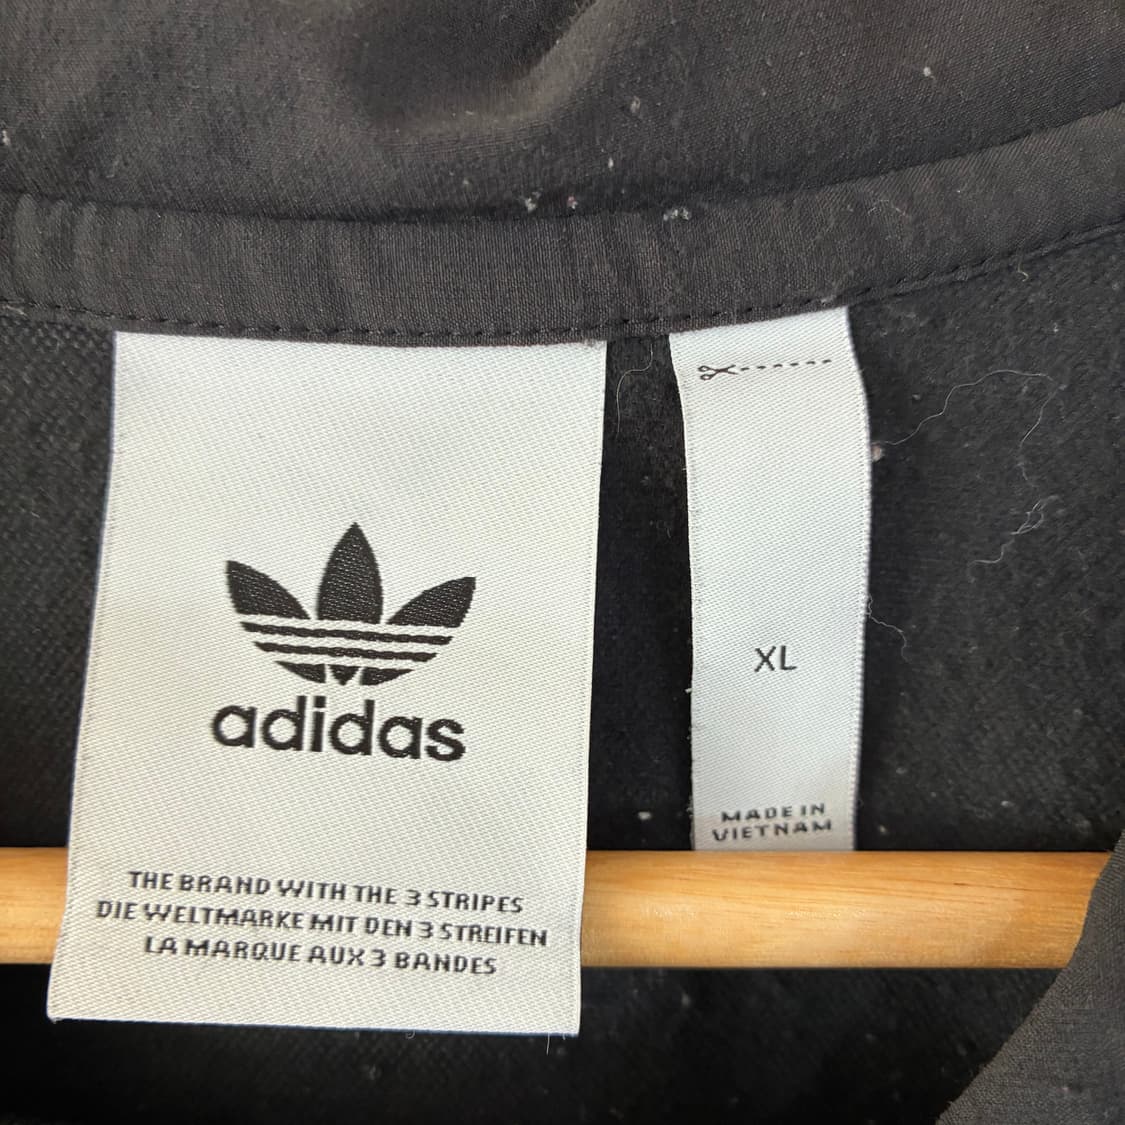 adidas
THE BRAND WITH THE 3 STRIPES
DIE WELTMARKE MIT DEN 3 STREIFEN
LA MARQUE AUX 3 BANDES
XL
MADE IN
VIETNAM